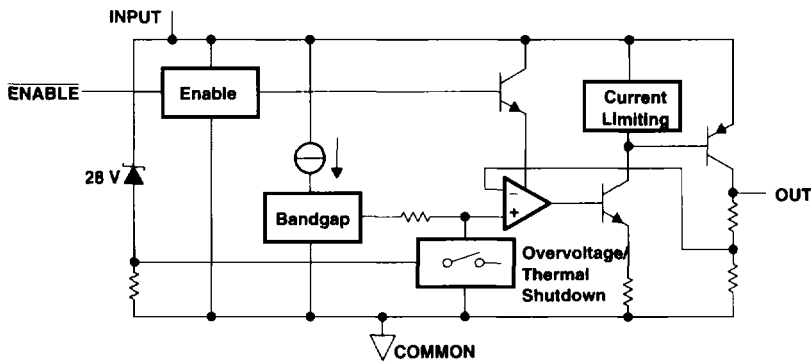 INPUT
ENABLE
Enable
Current
Limiting
28 V
Bandgap
−
+
OUT
Overvoltage/
Thermal
Shutdown
COMMON